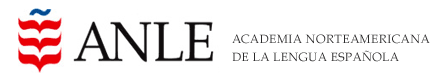 ANLE
ACADEMIA NORTEAMERICANA
DE LA LENGUA ESPAÑOLA